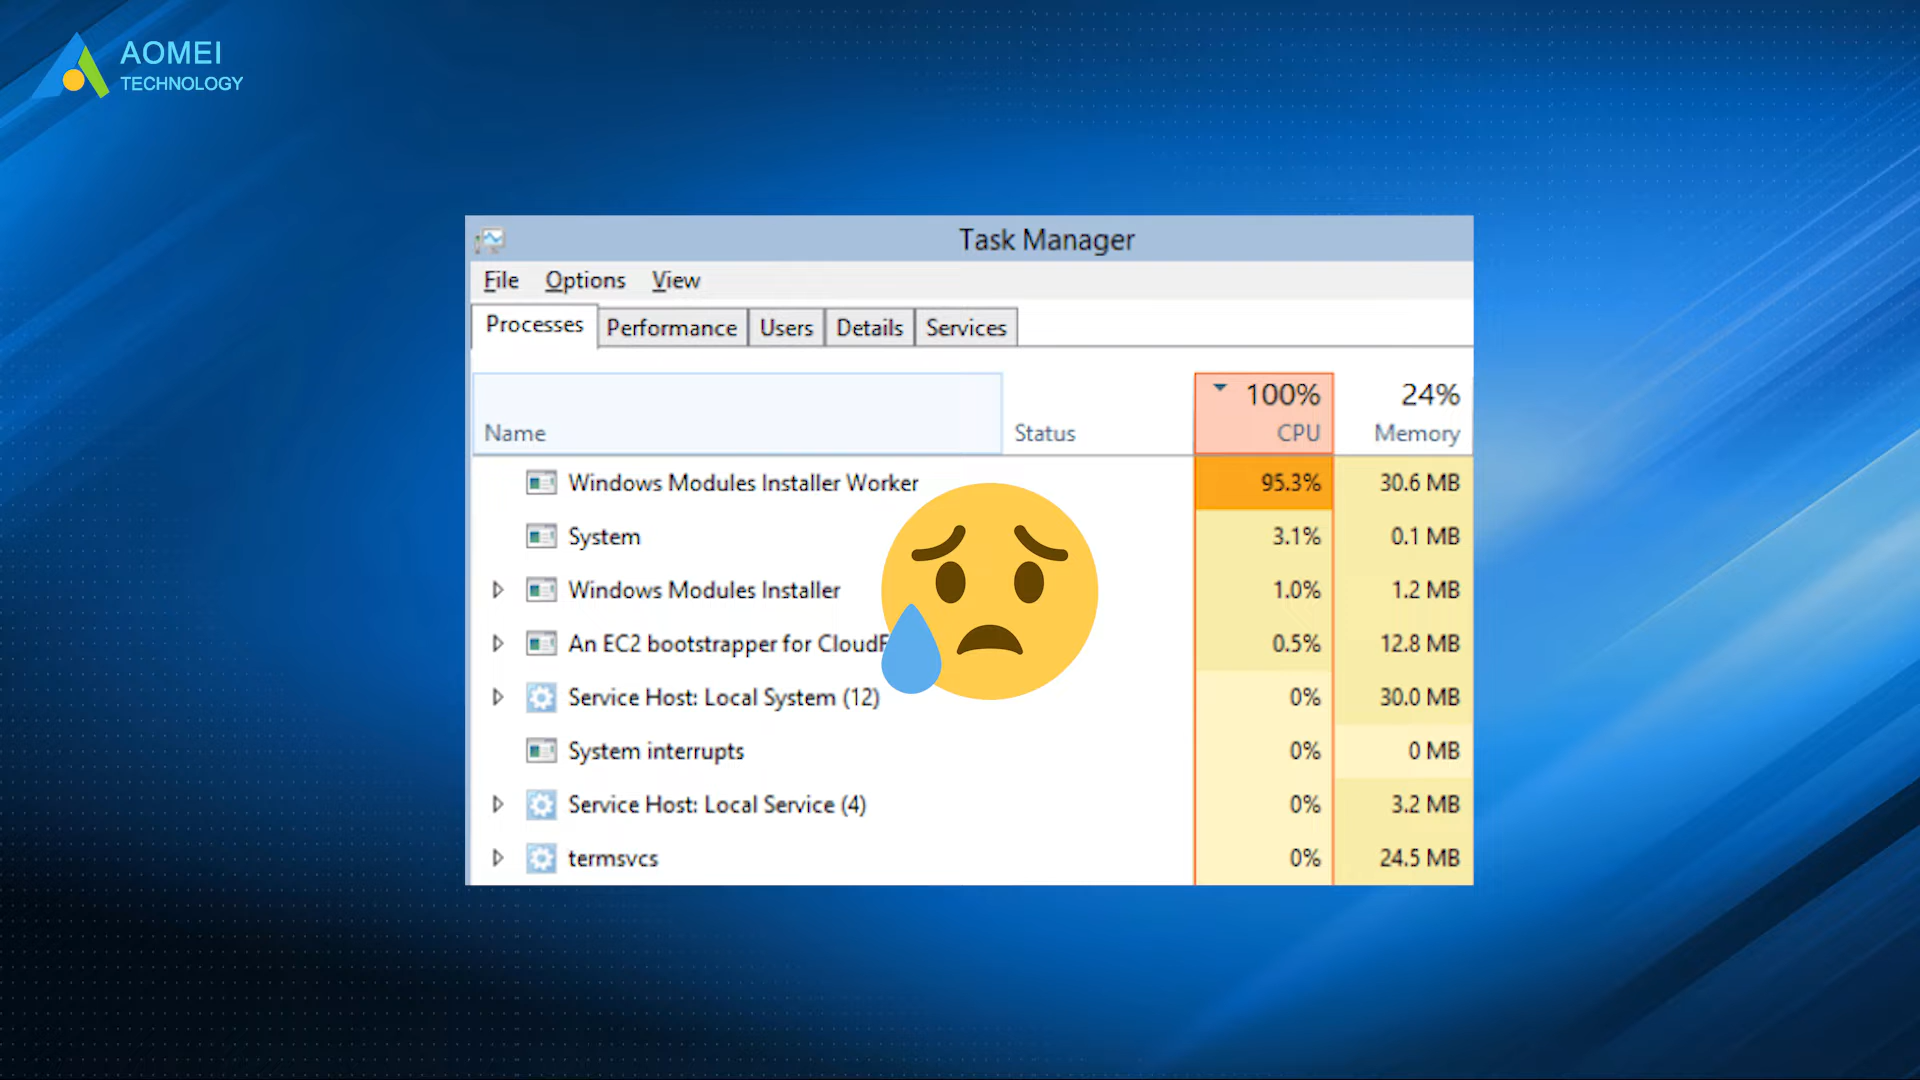 AOMEI
TECHNOLOGY
Task Manager
File Options View
Processes Performance Users Details Services
100% 24%
Name Status CPU Memory
Windows Modules Installer Worker 95.3% 30.6 MB
System 3.1% 0.1 MB
Windows Modules Installer 1.0% 1.2 MB
An EC2 bootstrapper for Cloud 0.5% 12.8 MB
Service Host: Local System (12) 0% 30.0 MB
System interrupts 0% 0 MB
Service Host: Local Service (4) 0% 3.2 MB
termsvcs 0% 24.5 MB